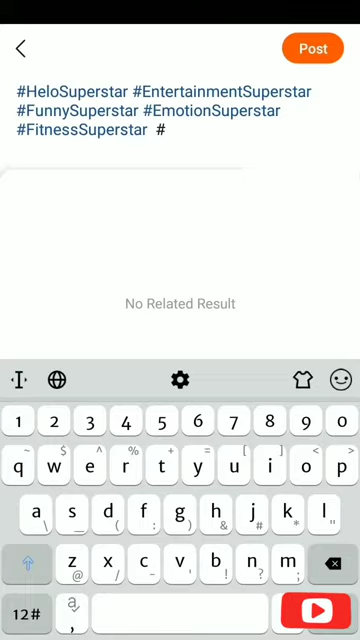 Post
#HeloSuperstar #EntertainmentSuperstar
#FunnySuperstar #EmotionSuperstar
#FitnessSuperstar #
No Related Result
1 2 3 4 5 6 7 8 9 0
~ $ ^ % + = [ ] < >
q w e r t y u i o p
a s d f g h j k l
\ _ ( : ) & # * "
z x c v b n m
@ / - ' ! ? ;
12# a ,